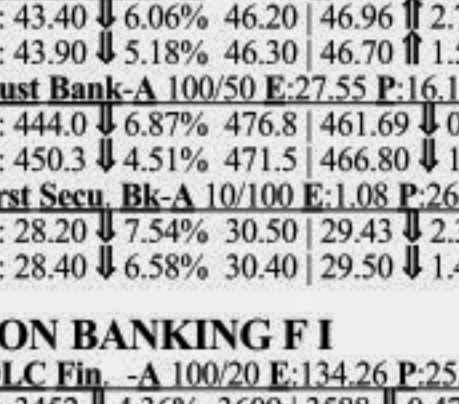 : 43.40 ⬇ 6.06% 46.20 | 46.96 ⬆ 2.
: 43.90 ⬇ 5.18% 46.30 | 46.70 ⬆ 1.
ust Bank-A 100/50 E:27.55 P:16.1
: 444.0 ⬇ 6.87% 476.8 | 461.69 ⬇ 0
: 450.3 ⬇ 4.51% 471.5 | 466.80 ⬇ 1
rst Secu. Bk-A 10/100 E:1.08 P:26
: 28.20 ⬇ 7.54% 30.50 | 29.43 ⬇ 2.
: 28.40 ⬇ 6.58% 30.40 | 29.50 ⬇ 1.
ON BANKING F I
LC Fin. -A 100/20 E:134.26 P:25